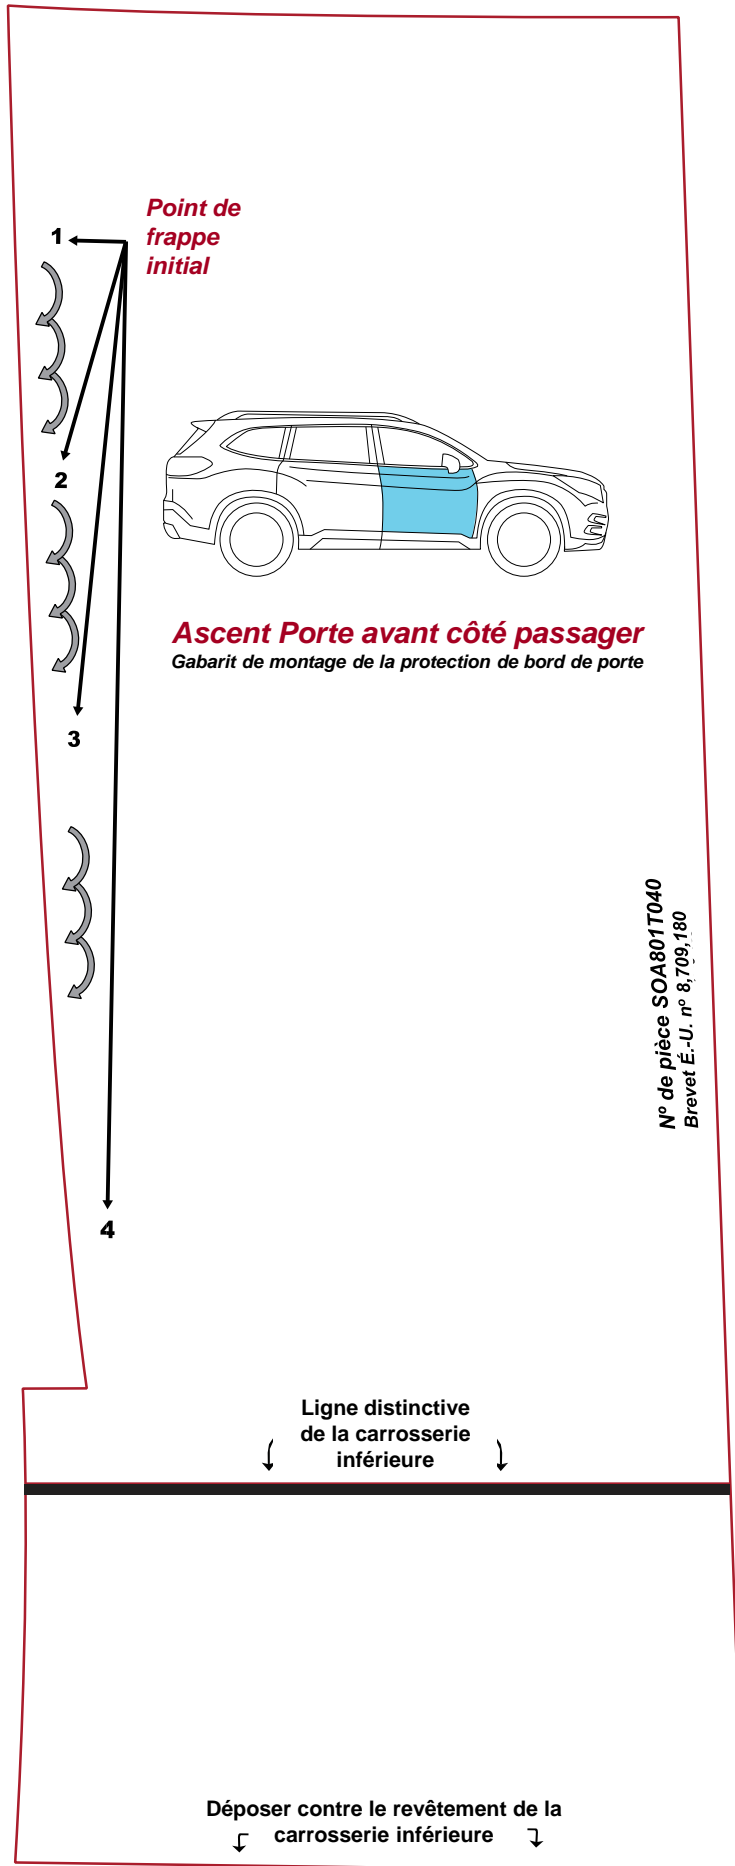 Point de
frappe
initial
1
2
3
4
Ascent Porte avant côté passager
Gabarit de montage de la protection de bord de porte
Nº de pièce SOA801T040
Brevet É.-U. nº 8,709,180
Ligne distinctive
de la carrosserie
inférieure
Déposer contre le revêtement de la
carrosserie inférieure